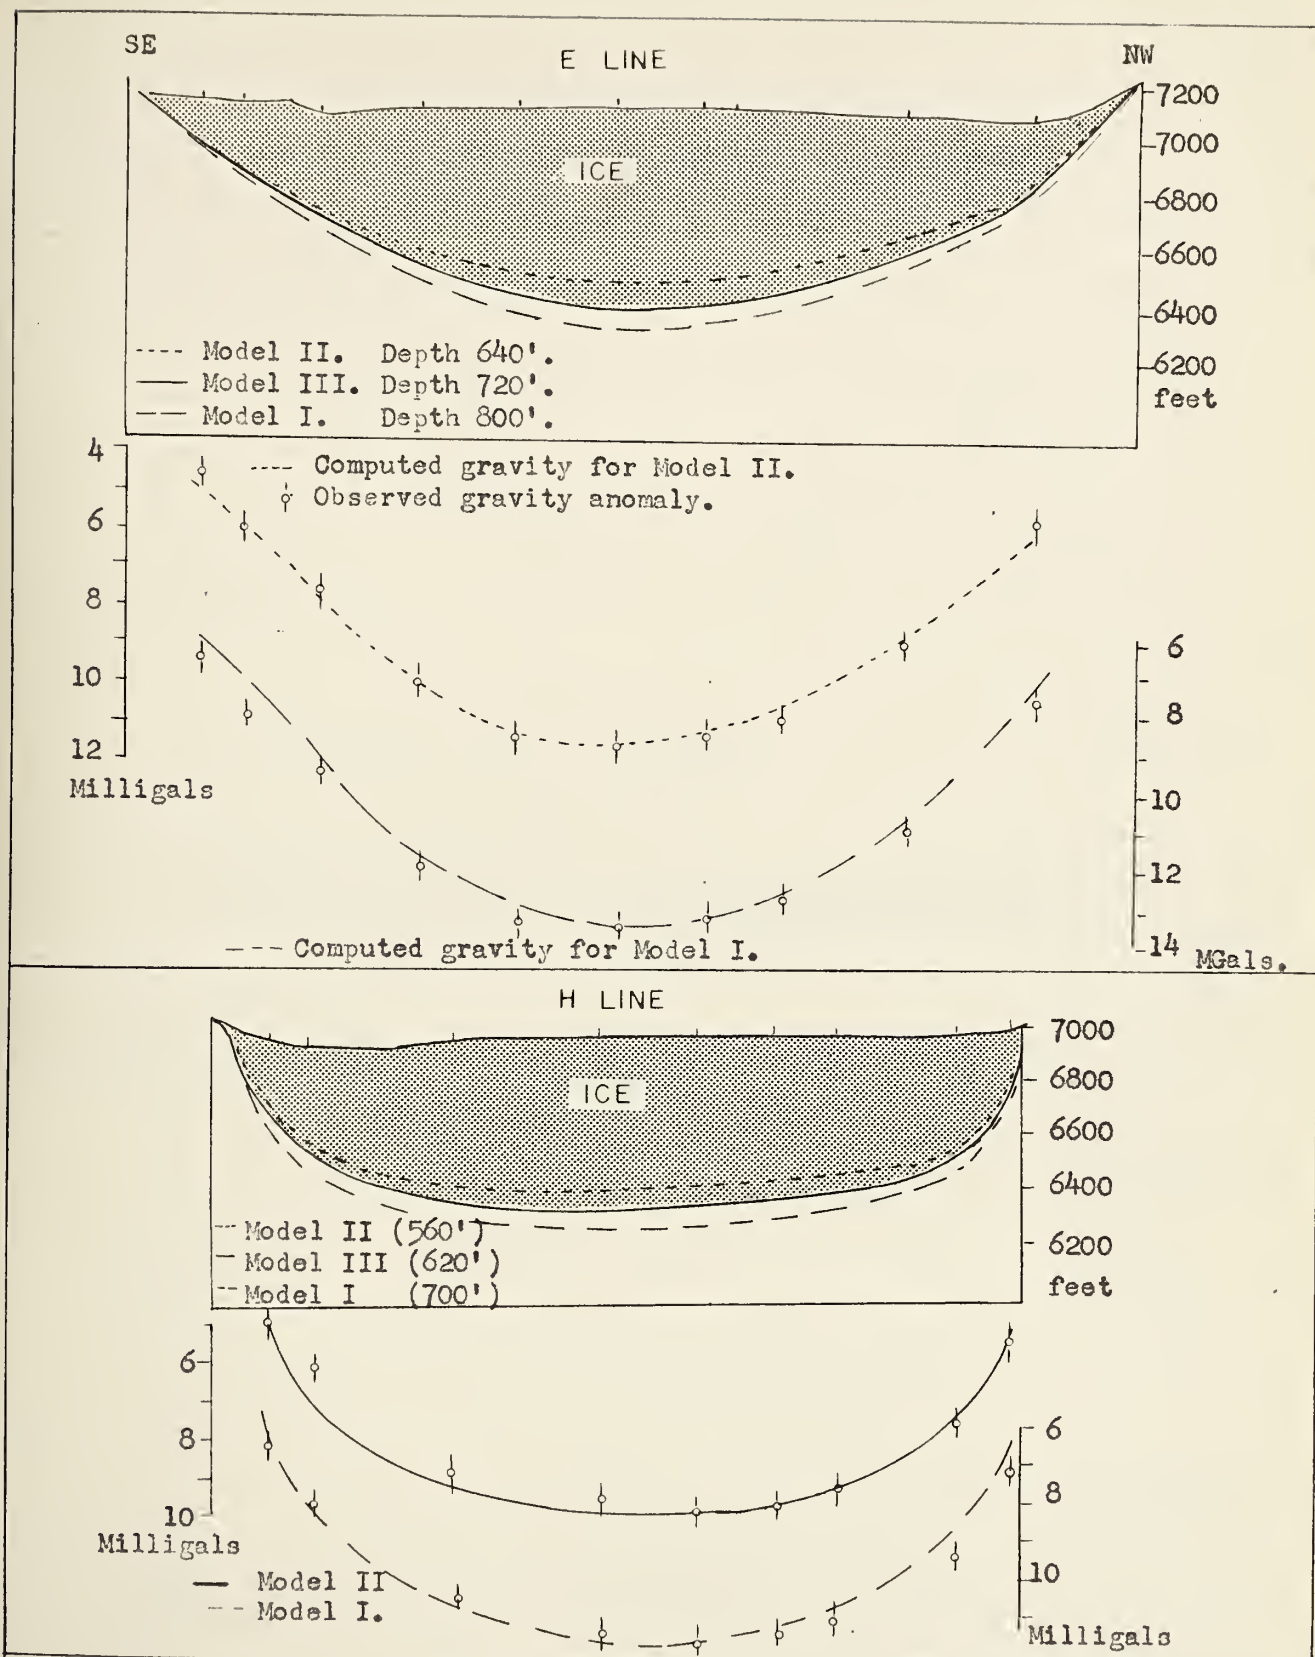 SE E LINE NW
7200
7000
ICE
6800
6600
6400
6200
feet
---- Model II. Depth 640'.
— Model III. Depth 720'.
— — Model I. Depth 800'.
4
---- Computed gravity for Model II.
Observed gravity anomaly.
6
8
10
12
Milligals
6
8
10
12
14 MGals.
— — - Computed gravity for Model I.
H LINE
7000
ICE
6800
6600
6400
6200
feet
-- Model II (560')
— Model III (620')
-- Model I (700')
6
8
10
Milligals
6
8
10
Milligals
— Model II
-- Model I.